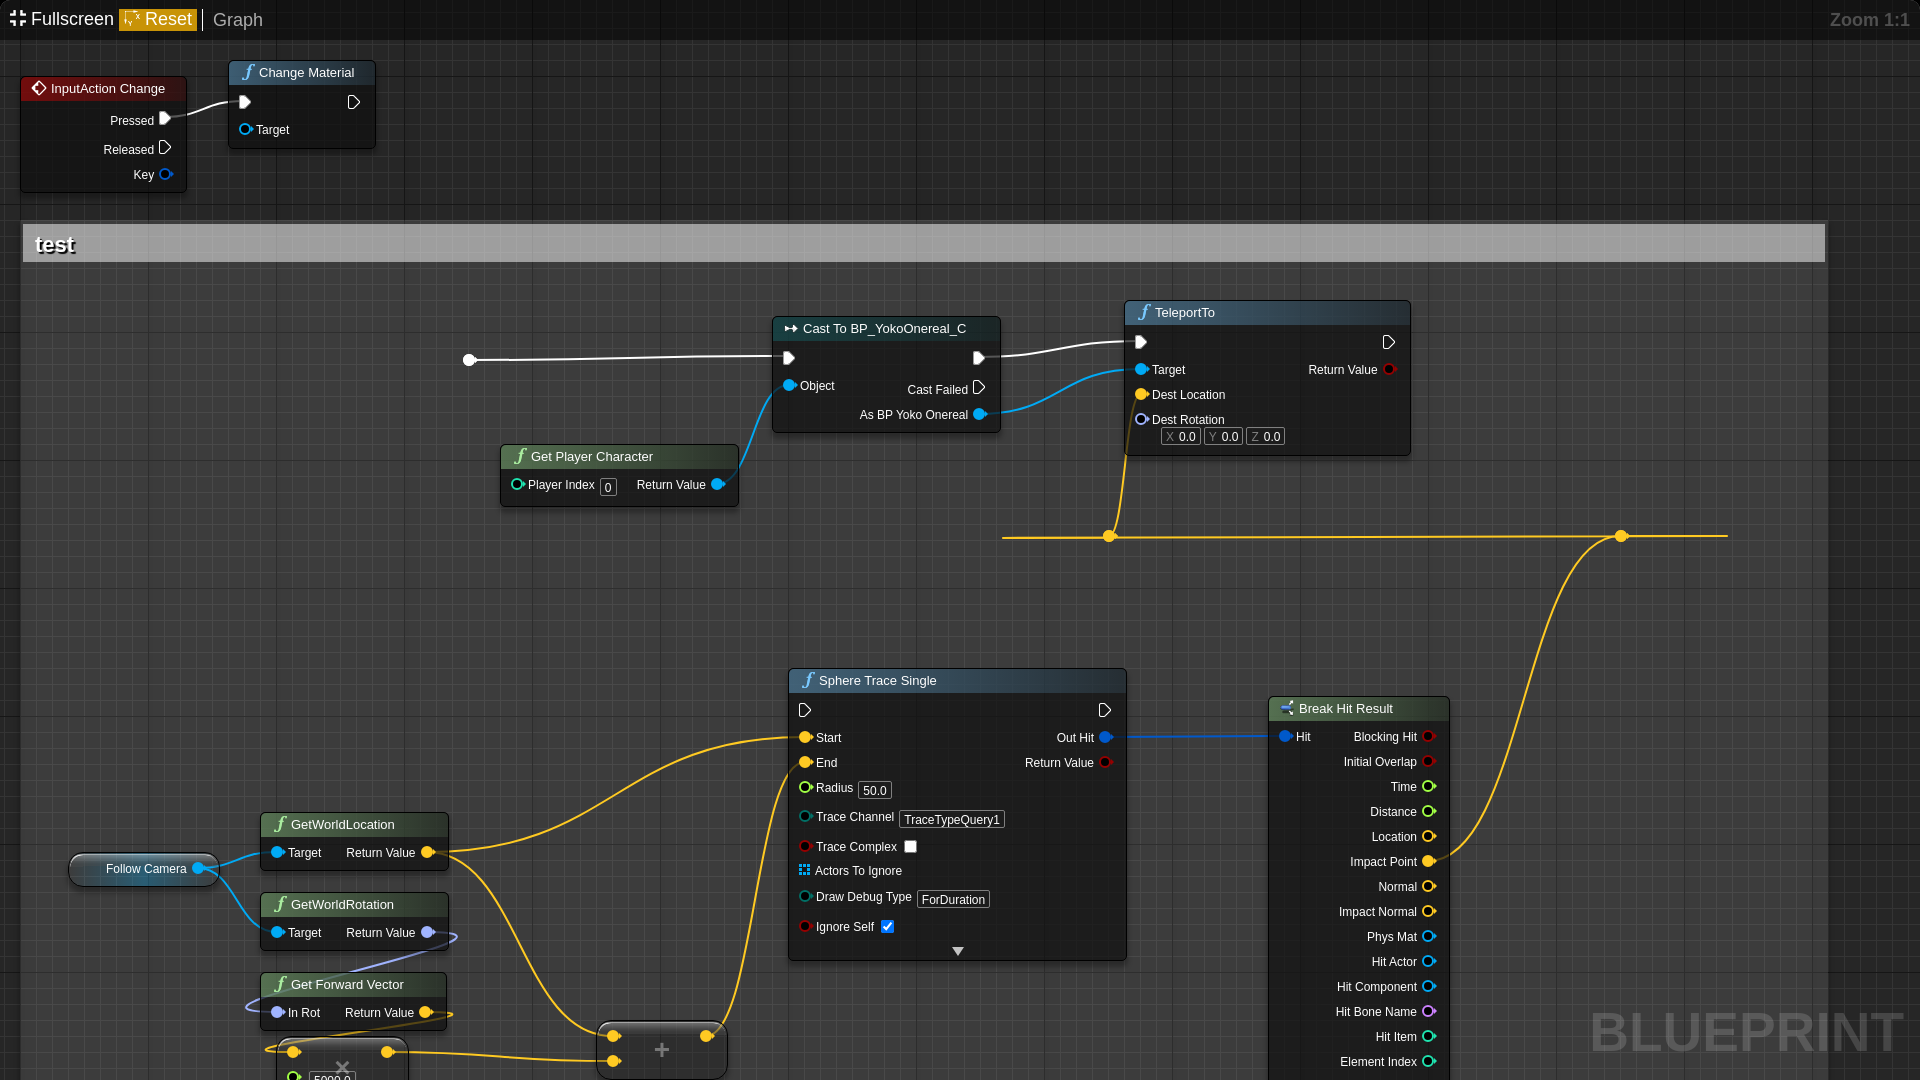 Fullscreen Reset Graph Zoom 1:1
InputAction Change
Pressed
Released
Key
Change Material
Target
test
Cast To BP_YokoOnereal_C
Object
Cast Failed
As BP Yoko Onereal
TeleportTo
Target Return Value
Dest Location
Dest Rotation
X 0.0 Y 0.0 Z 0.0
Get Player Character
Player Index 0 Return Value
Sphere Trace Single
Start Out Hit
End Return Value
Radius 50.0
Trace Channel TraceTypeQuery1
Trace Complex
Actors To Ignore
Draw Debug Type ForDuration
Ignore Self
Break Hit Result
Hit Blocking Hit
Initial Overlap
Time
Distance
Location
Impact Point
Normal
Impact Normal
Phys Mat
Hit Actor
Hit Component
Hit Bone Name
Hit Item
Element Index
Follow Camera
GetWorldLocation
Target Return Value
GetWorldRotation
Target Return Value
Get Forward Vector
In Rot Return Value
×
5000.0
+
BLUEPRINT